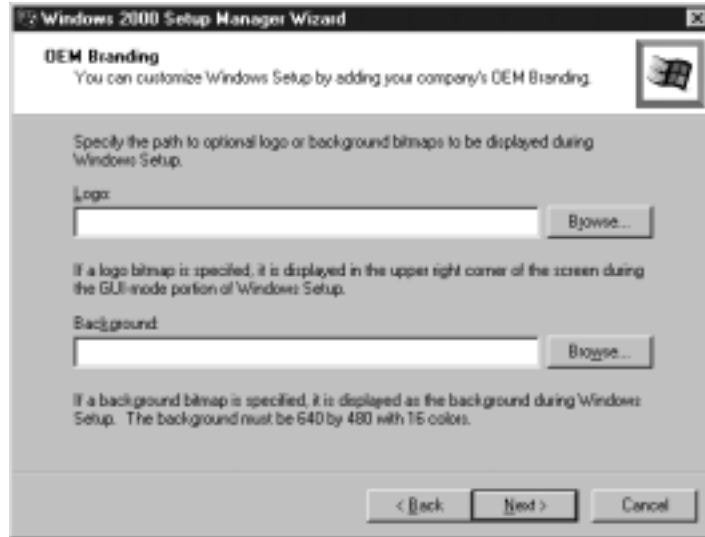 Windows 2000 Setup Manager Wizard
OEM Branding
You can customize Windows Setup by adding your company's OEM Branding.
Specify the path to optional logo or background bitmaps to be displayed during
Windows Setup.
Logo:
Browse...
If a logo bitmap is specified, it is displayed in the upper right corner of the screen during
the GUI-mode portion of Windows Setup.
Background:
Browse...
If a background bitmap is specified, it is displayed as the background during Windows
Setup. The background must be 640 by 480 with 16 colors.
< Back
Next >
Cancel